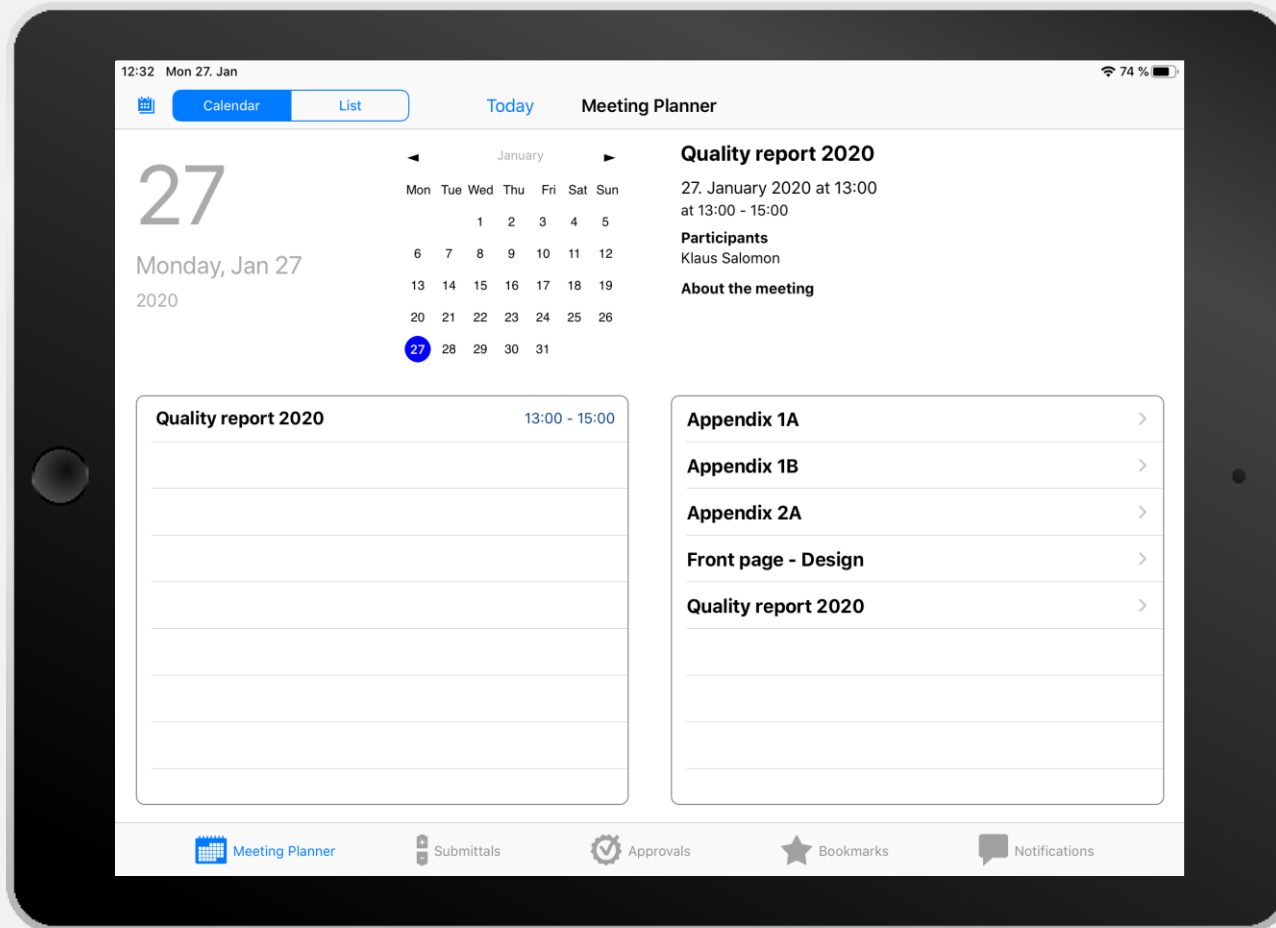 12:32 Mon 27. Jan 74 %
Calendar List Today Meeting Planner
27
Monday, Jan 27
2020
January
Mon Tue Wed Thu Fri Sat Sun
1 2 3 4 5
6 7 8 9 10 11 12
13 14 15 16 17 18 19
20 21 22 23 24 25 26
27 28 29 30 31
Quality report 2020
27. January 2020 at 13:00
at 13:00 - 15:00
Participants
Klaus Salomon
About the meeting
Quality report 2020 13:00 - 15:00
Appendix 1A
Appendix 1B
Appendix 2A
Front page - Design
Quality report 2020
Meeting Planner Submittals Approvals Bookmarks Notifications